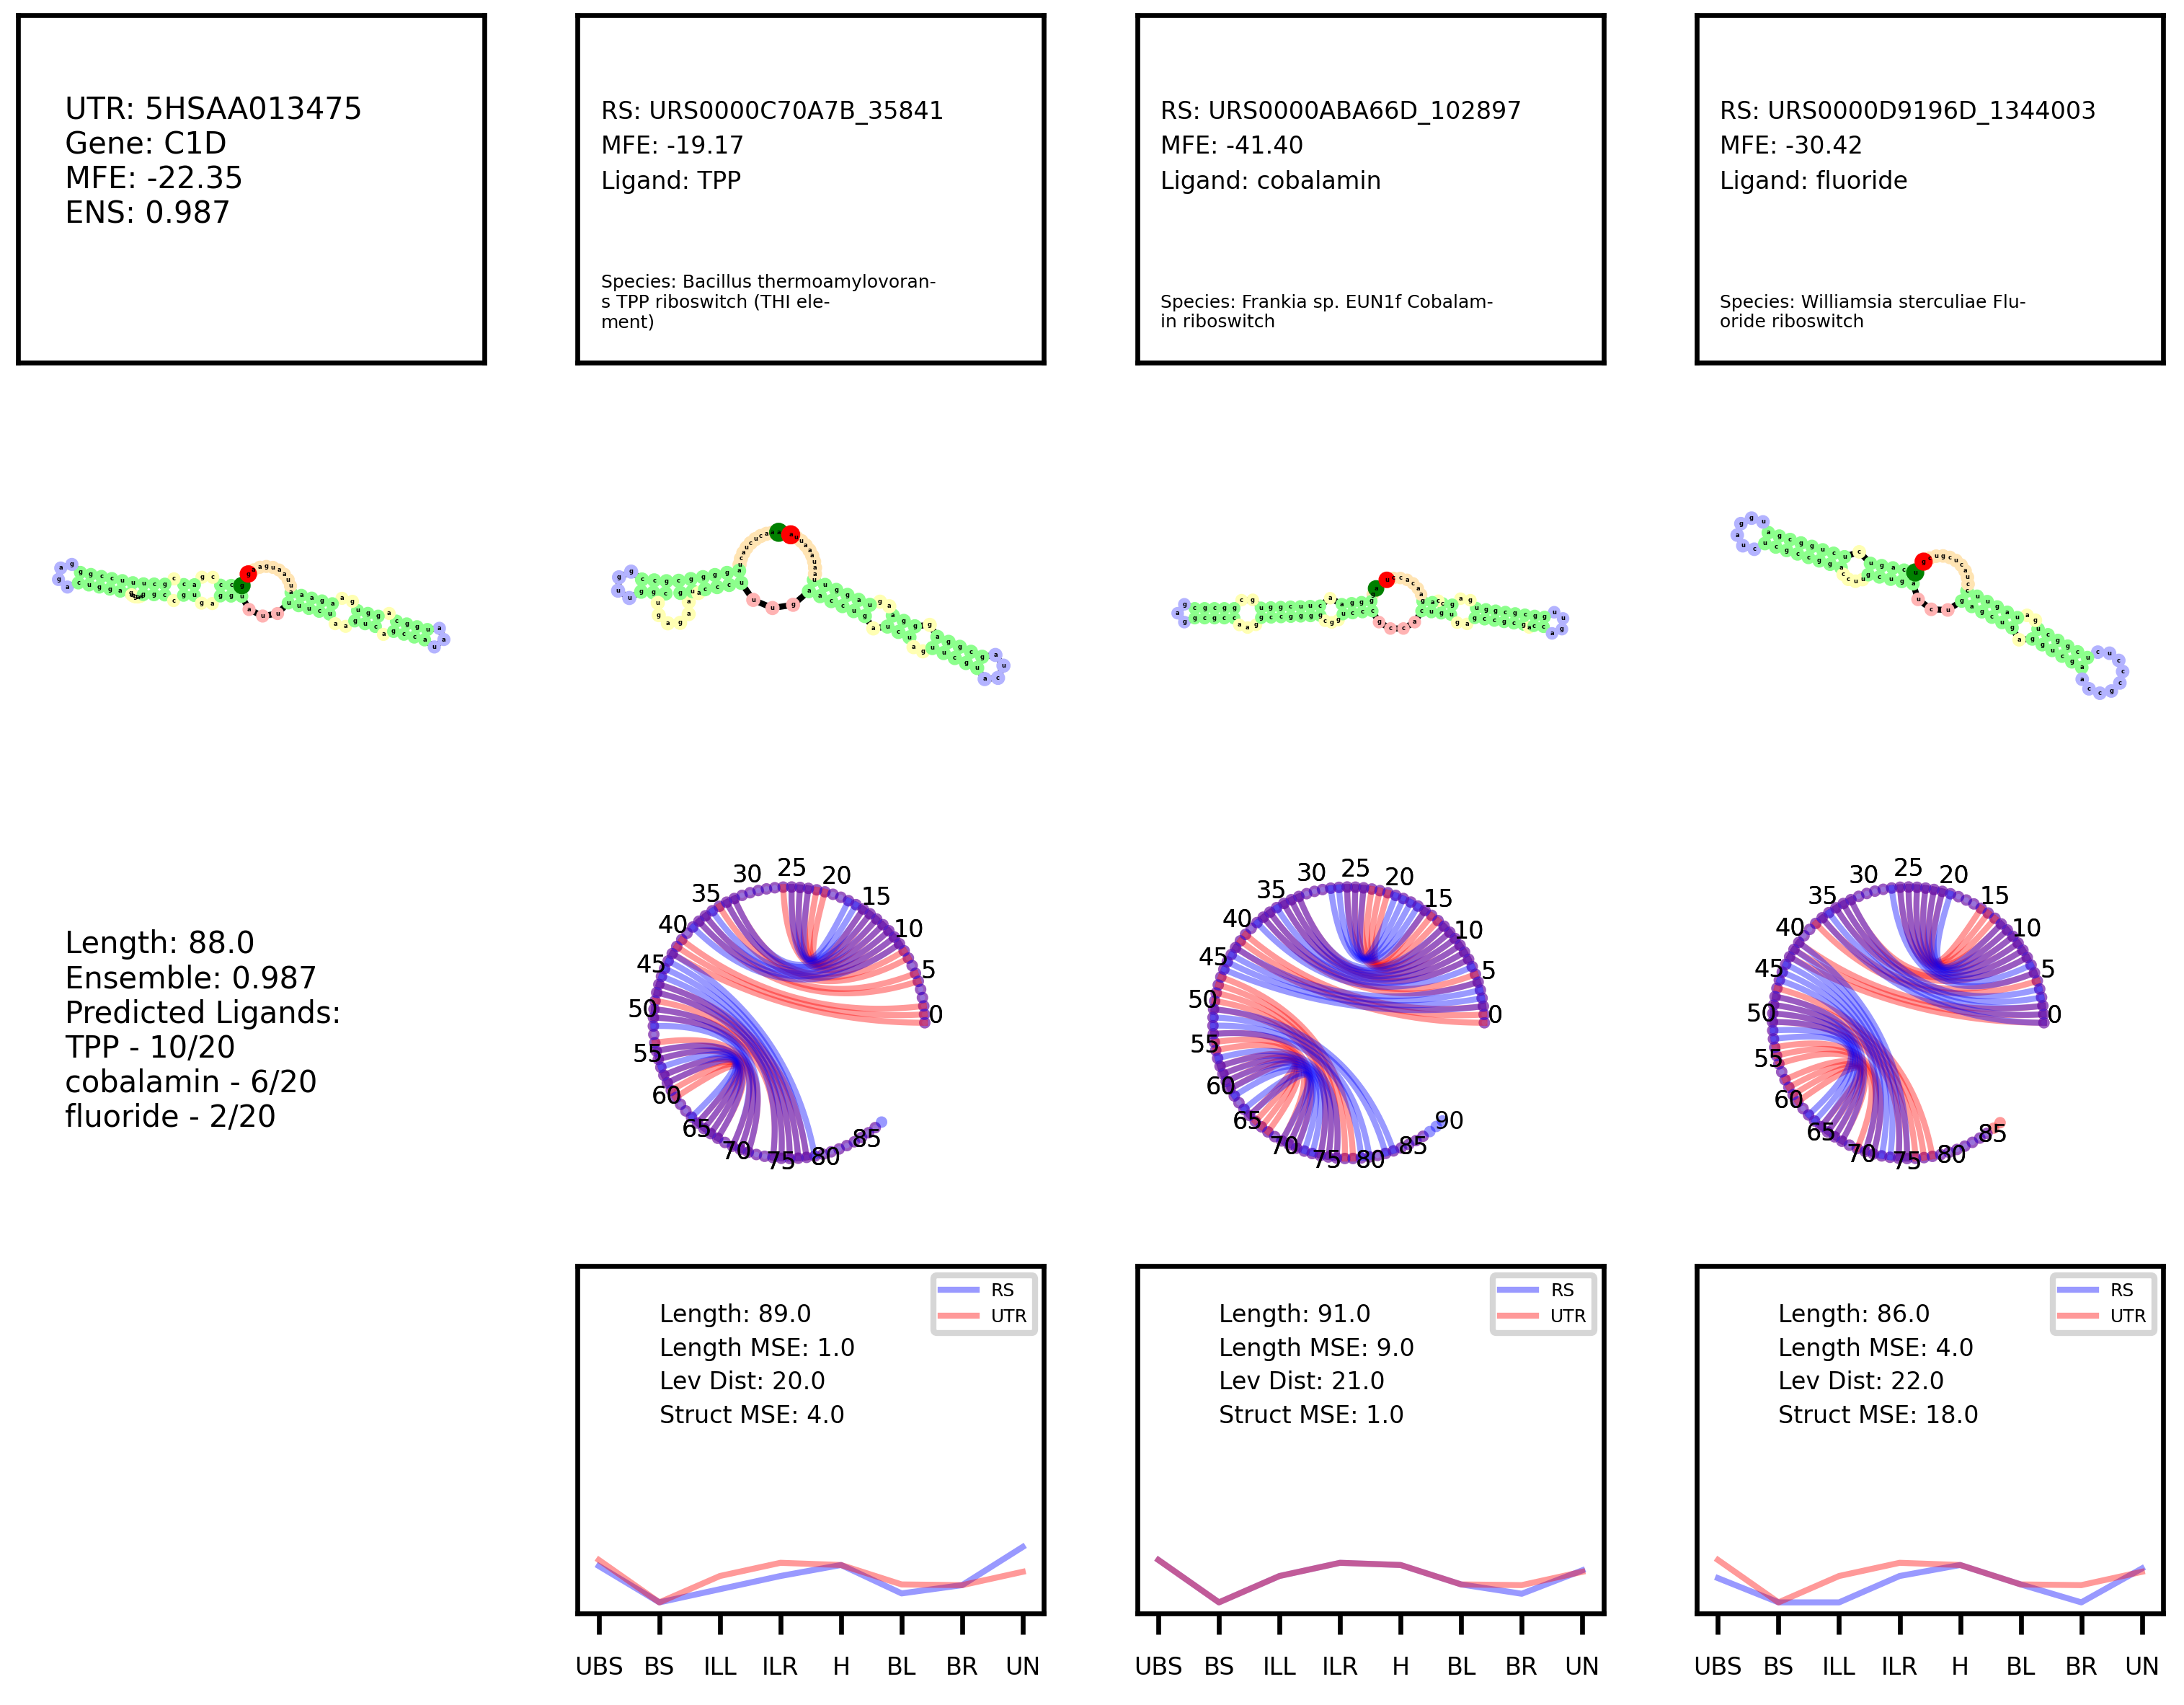 UTR: 5HSAA013475
Gene: C1D
MFE: -22.35
ENS: 0.987
RS: URS0000C70A7B_35841
MFE: -19.17
Ligand: TPP
Species: Bacillus thermoamylovoran-
s TPP riboswitch (THI ele-
ment)
RS: URS0000ABA66D_102897
MFE: -41.40
Ligand: cobalamin
Species: Frankia sp. EUN1f Cobalam-
in riboswitch
RS: URS0000D9196D_1344003
MFE: -30.42
Ligand: fluoride
Species: Williamsia sterculiae Flu-
oride riboswitch
Length: 88.0
Ensemble: 0.987
Predicted Ligands:
TPP - 10/20
cobalamin - 6/20
fluoride - 2/20
0
5
10
15
20
25
30
35
40
45
50
55
60
65
70
75
80
85
0
5
10
15
20
25
30
35
40
45
50
55
60
65
70
75
80
85
90
0
5
10
15
20
25
30
35
40
45
50
55
60
65
70
75
80
85
RS
UTR
Length: 89.0
Length MSE: 1.0
Lev Dist: 20.0
Struct MSE: 4.0
UBS BS ILL ILR H BL BR UN
RS
UTR
Length: 91.0
Length MSE: 9.0
Lev Dist: 21.0
Struct MSE: 1.0
UBS BS ILL ILR H BL BR UN
RS
UTR
Length: 86.0
Length MSE: 4.0
Lev Dist: 22.0
Struct MSE: 18.0
UBS BS ILL ILR H BL BR UN